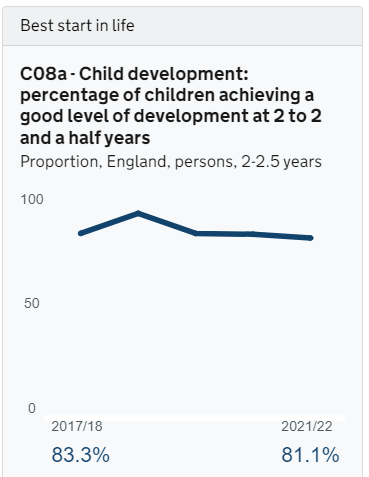 Best start in life
C08a - Child development:
percentage of children achieving a
good level of development at 2 to 2
and a half years
Proportion, England, persons, 2-2.5 years
100
50
0
2017/18 2021/22
83.3% 81.1%